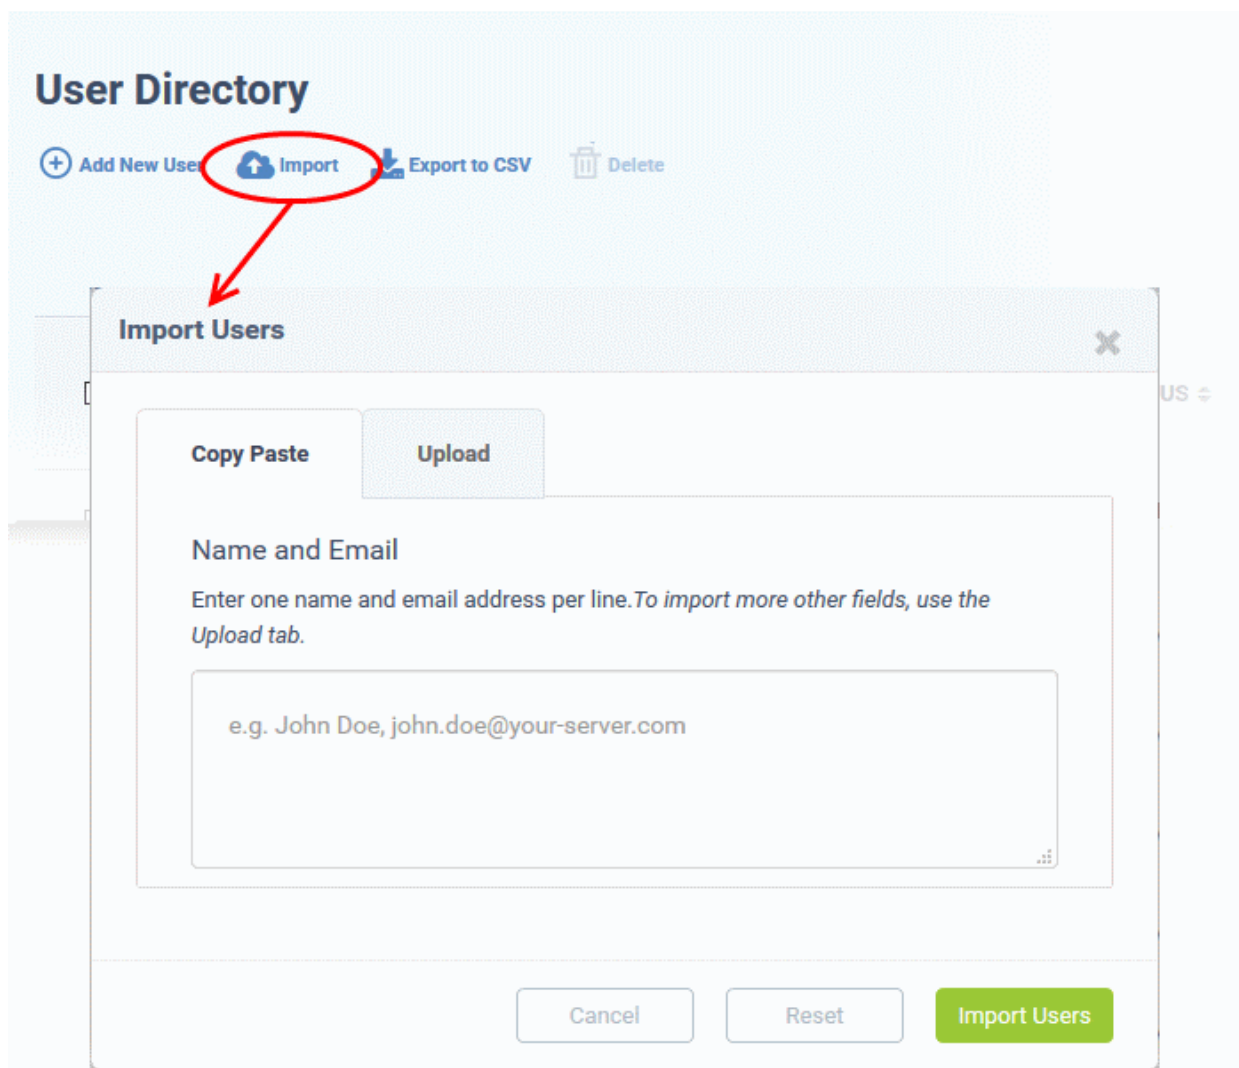 User Directory
Add New User Import Export to CSV Delete
Import Users
US
Copy Paste Upload
Name and Email
Enter one name and email address per line.To import more other fields, use the
Upload tab.
e.g. John Doe, john.doe@your-server.com
Cancel Reset Import Users